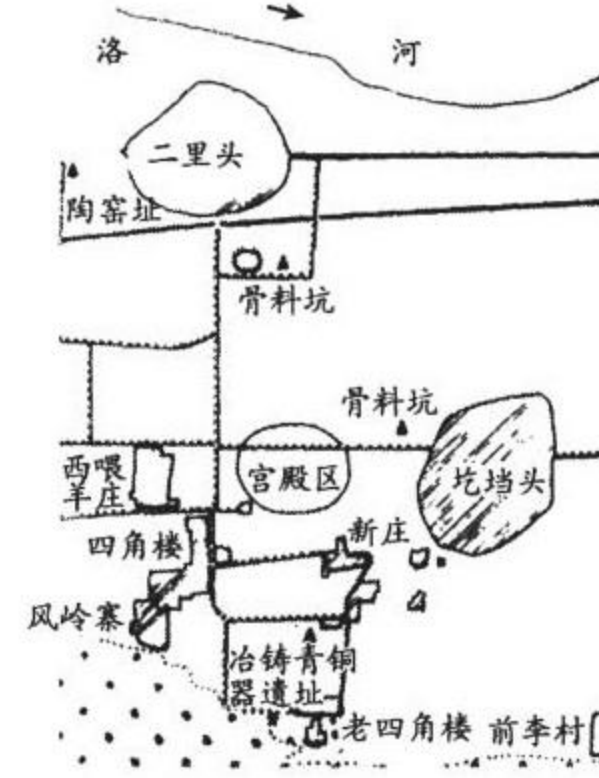 洛 河
二里头
陶窑址
骨料坑
骨料坑
西喂
羊庄
宫殿区
圪垱头
四角楼
新庄
风岭寨
冶铸青铜
器遗址
老四角楼
前李村